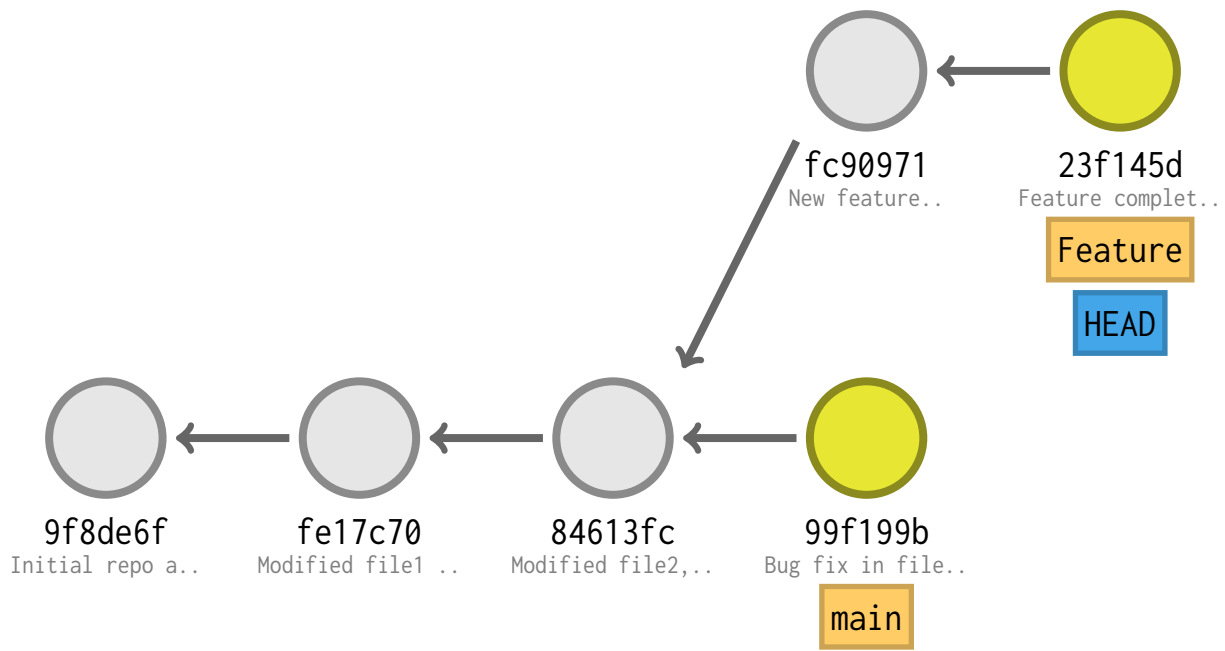 fc90971
New feature..
23f145d
Feature complet..
Feature
HEAD
9f8de6f
Initial repo a..
fe17c70
Modified file1 ..
84613fc
Modified file2,..
99f199b
Bug fix in file..
main